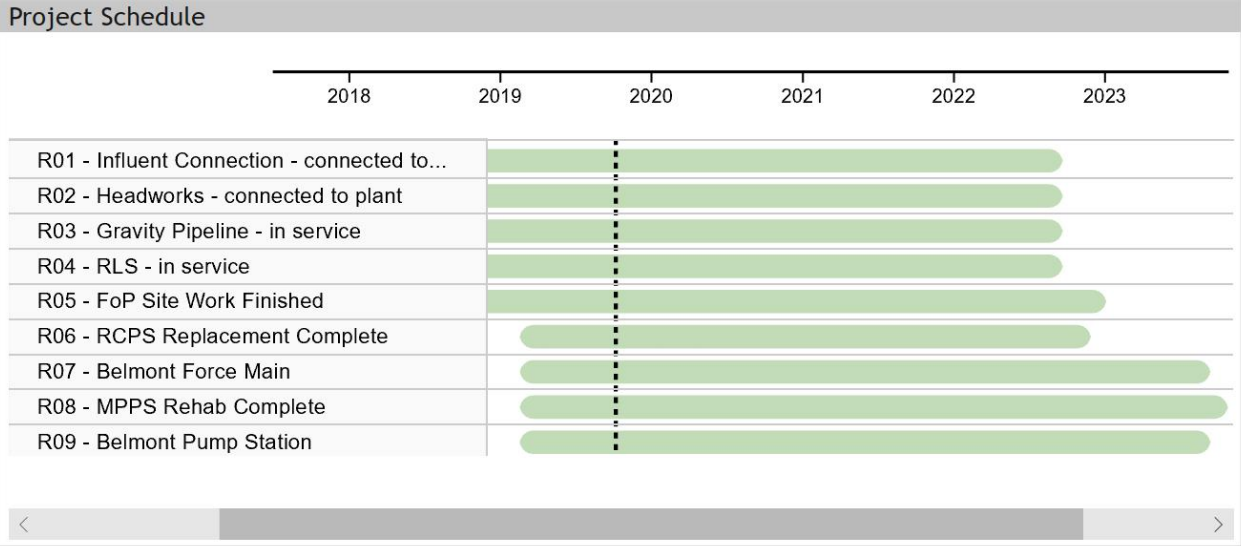 Project Schedule
2018 2019 2020 2021 2022 2023
R01 - Influent Connection - connected to...
R02 - Headworks - connected to plant
R03 - Gravity Pipeline - in service
R04 - RLS - in service
R05 - FoP Site Work Finished
R06 - RCPS Replacement Complete
R07 - Belmont Force Main
R08 - MPPS Rehab Complete
R09 - Belmont Pump Station